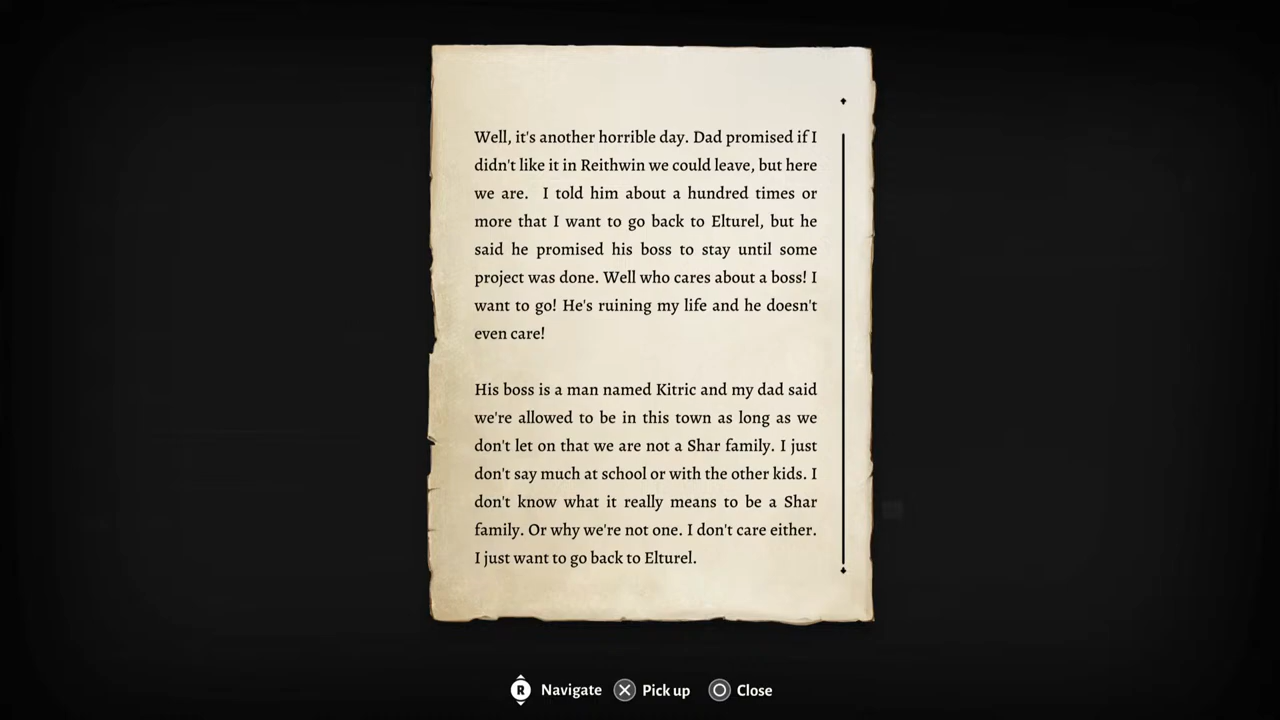 Well, it's another horrible day. Dad promised if I
didn't like it in Reithwin we could leave, but here
we are.  I told him about a hundred times or
more that I want to go back to Elturel, but he
said he promised his boss to stay until some
project was done. Well who cares about a boss! I
want to go! He's ruining my life and he doesn't
even care!
His boss is a man named Kitric and my dad said
we're allowed to be in this town as long as we
don't let on that we are not a Shar family. I just
don't say much at school or with the other kids. I
don't know what it really means to be a Shar
family. Or why we're not one. I don't care either.
I just want to go back to Elturel.
R Navigate Pick up Close